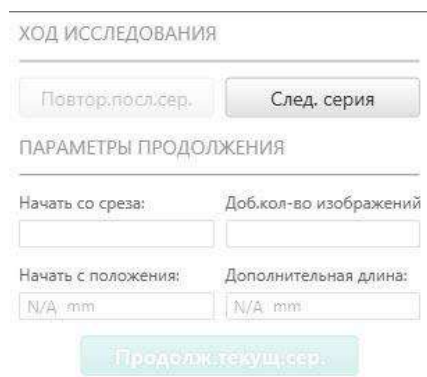 ХОД ИССЛЕДОВАНИЯ
Повтор.посл.сер. След. серия
ПАРАМЕТРЫ ПРОДОЛЖЕНИЯ
Начать со среза: Доб.кол-во изображений
Начать с положения: Дополнительная длина:
N/A mm N/A mm
Продолж.текущ.сер.